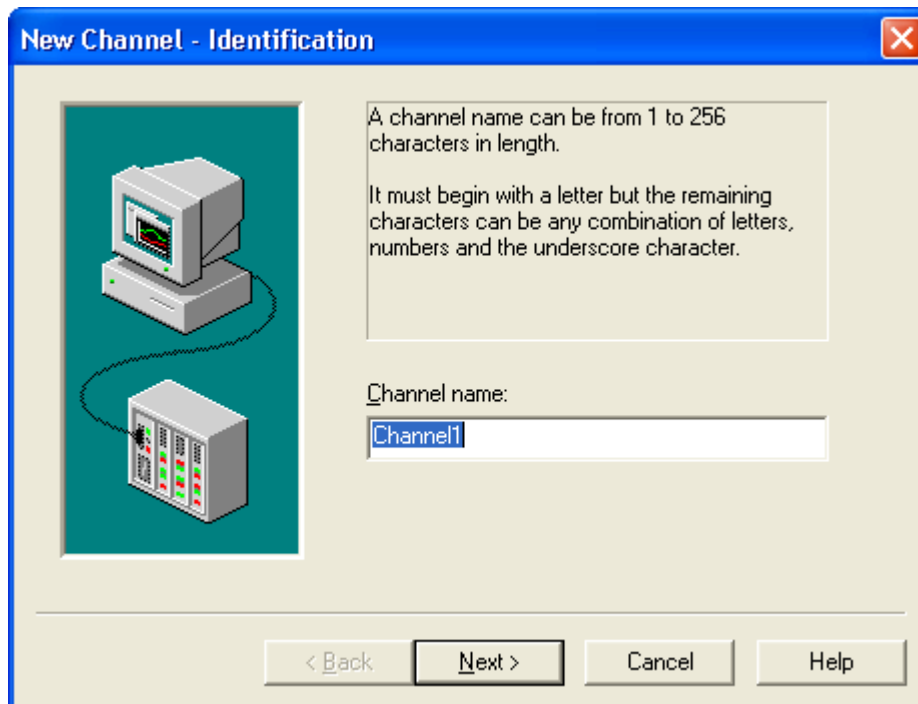 New Channel - Identification
A channel name can be from 1 to 256
characters in length.
It must begin with a letter but the remaining
characters can be any combination of letters,
numbers and the underscore character.
Channel name:
Channel1
< Back
Next >
Cancel
Help